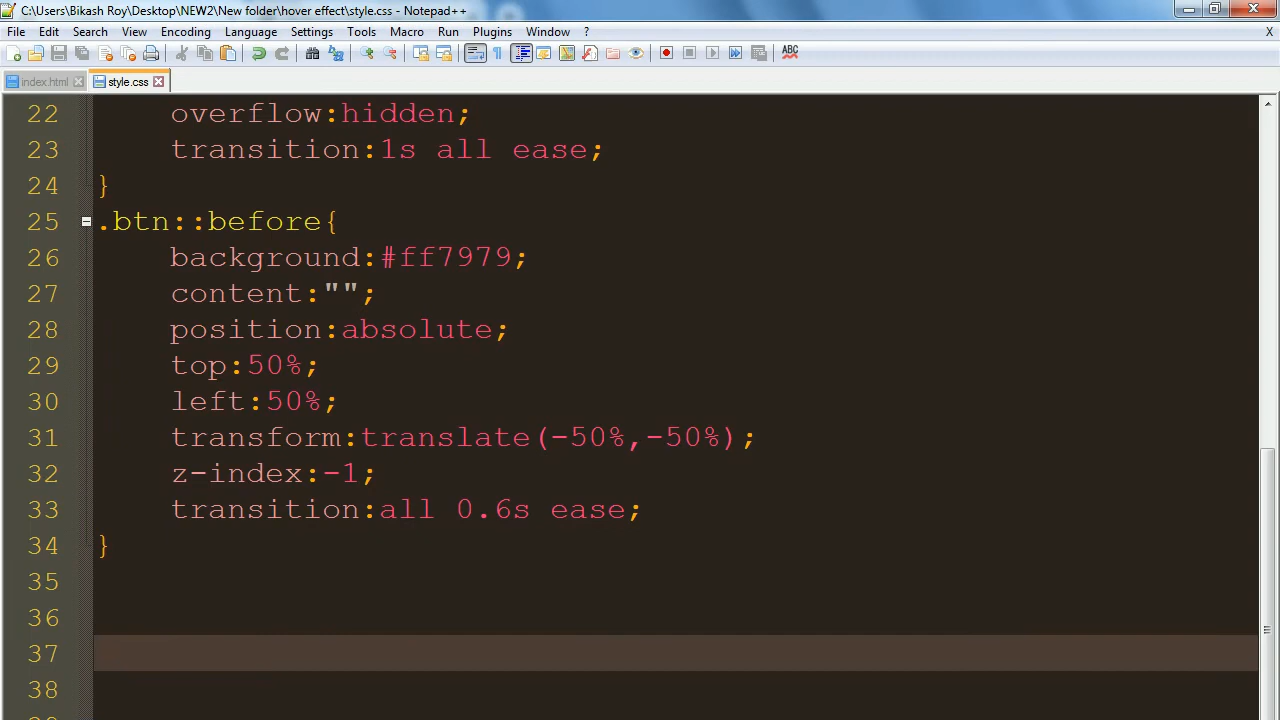 C:\Users\Bikash Roy\Desktop\NEW2\New folder\hover effect\style.css - Notepad++
File Edit Search View Encoding Language Settings Tools Macro Run Plugins Window ? X
ABC
index.html style.css
22 overflow:hidden;
23 transition:1s all ease;
24 }
25 .btn::before{
26 background:#ff7979;
27 content:"";
28 position:absolute;
29 top:50%;
30 left:50%;
31 transform:translate(-50%,-50%);
32 z-index:-1;
33 transition:all 0.6s ease;
34 }
35
36
37
38